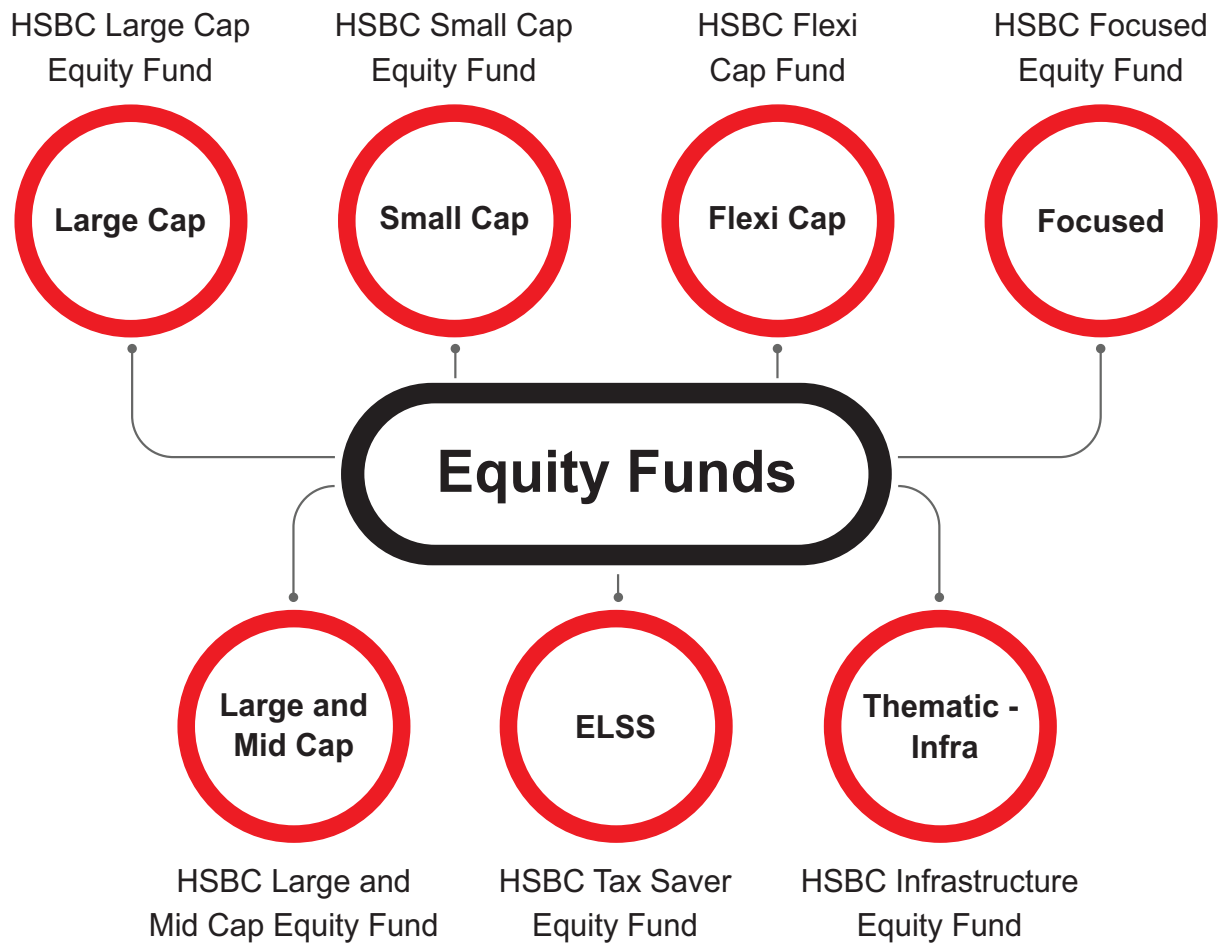 HSBC Large Cap
Equity Fund
HSBC Small Cap
Equity Fund
HSBC Flexi
Cap Fund
HSBC Focused
Equity Fund
Large Cap
Small Cap
Flexi Cap
Focused
Equity Funds
Large and
Mid Cap
ELSS
Thematic -
Infra
HSBC Large and
Mid Cap Equity Fund
HSBC Tax Saver
Equity Fund
HSBC Infrastructure
Equity Fund